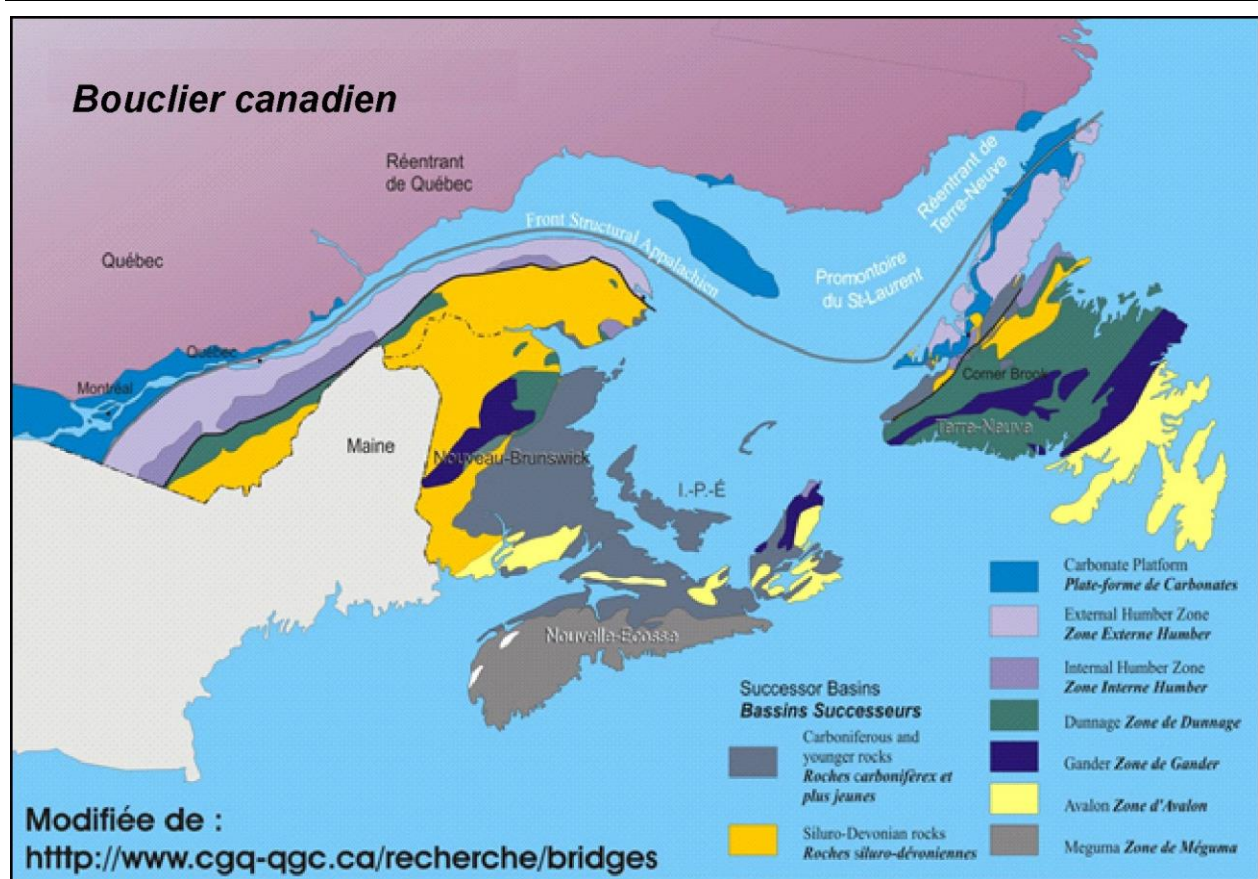 Bouclier canadien
Réentrant
de Québec
Québec
Québec
Montréal
Front Structural Appalachien
Promontoire
du St-Laurent
Réentrant de
Terre-Neuve
Maine
Nouveau-Brunswick
I.-P.-É
Nouvelle-Ecosse
Corner Brook
Terre-Neuve
Successor Basins
Bassins Successeurs
Carboniferous and
younger rocks
Roches carbonifèrex et
plus jeunes
Siluro-Devonian rocks
Roches siluro-dévoniennes
Carbonate Platform
Plate-forme de Carbonates
External Humber Zone
Zone Externe Humber
Internal Humber Zone
Zone Interne Humber
Dunnage Zone de Dunnage
Gander Zone de Gander
Avalon Zone d'Avalon
Meguma Zone de Méguma
Modifiée de :
htttp://www.cgq-qgc.ca/recherche/bridges